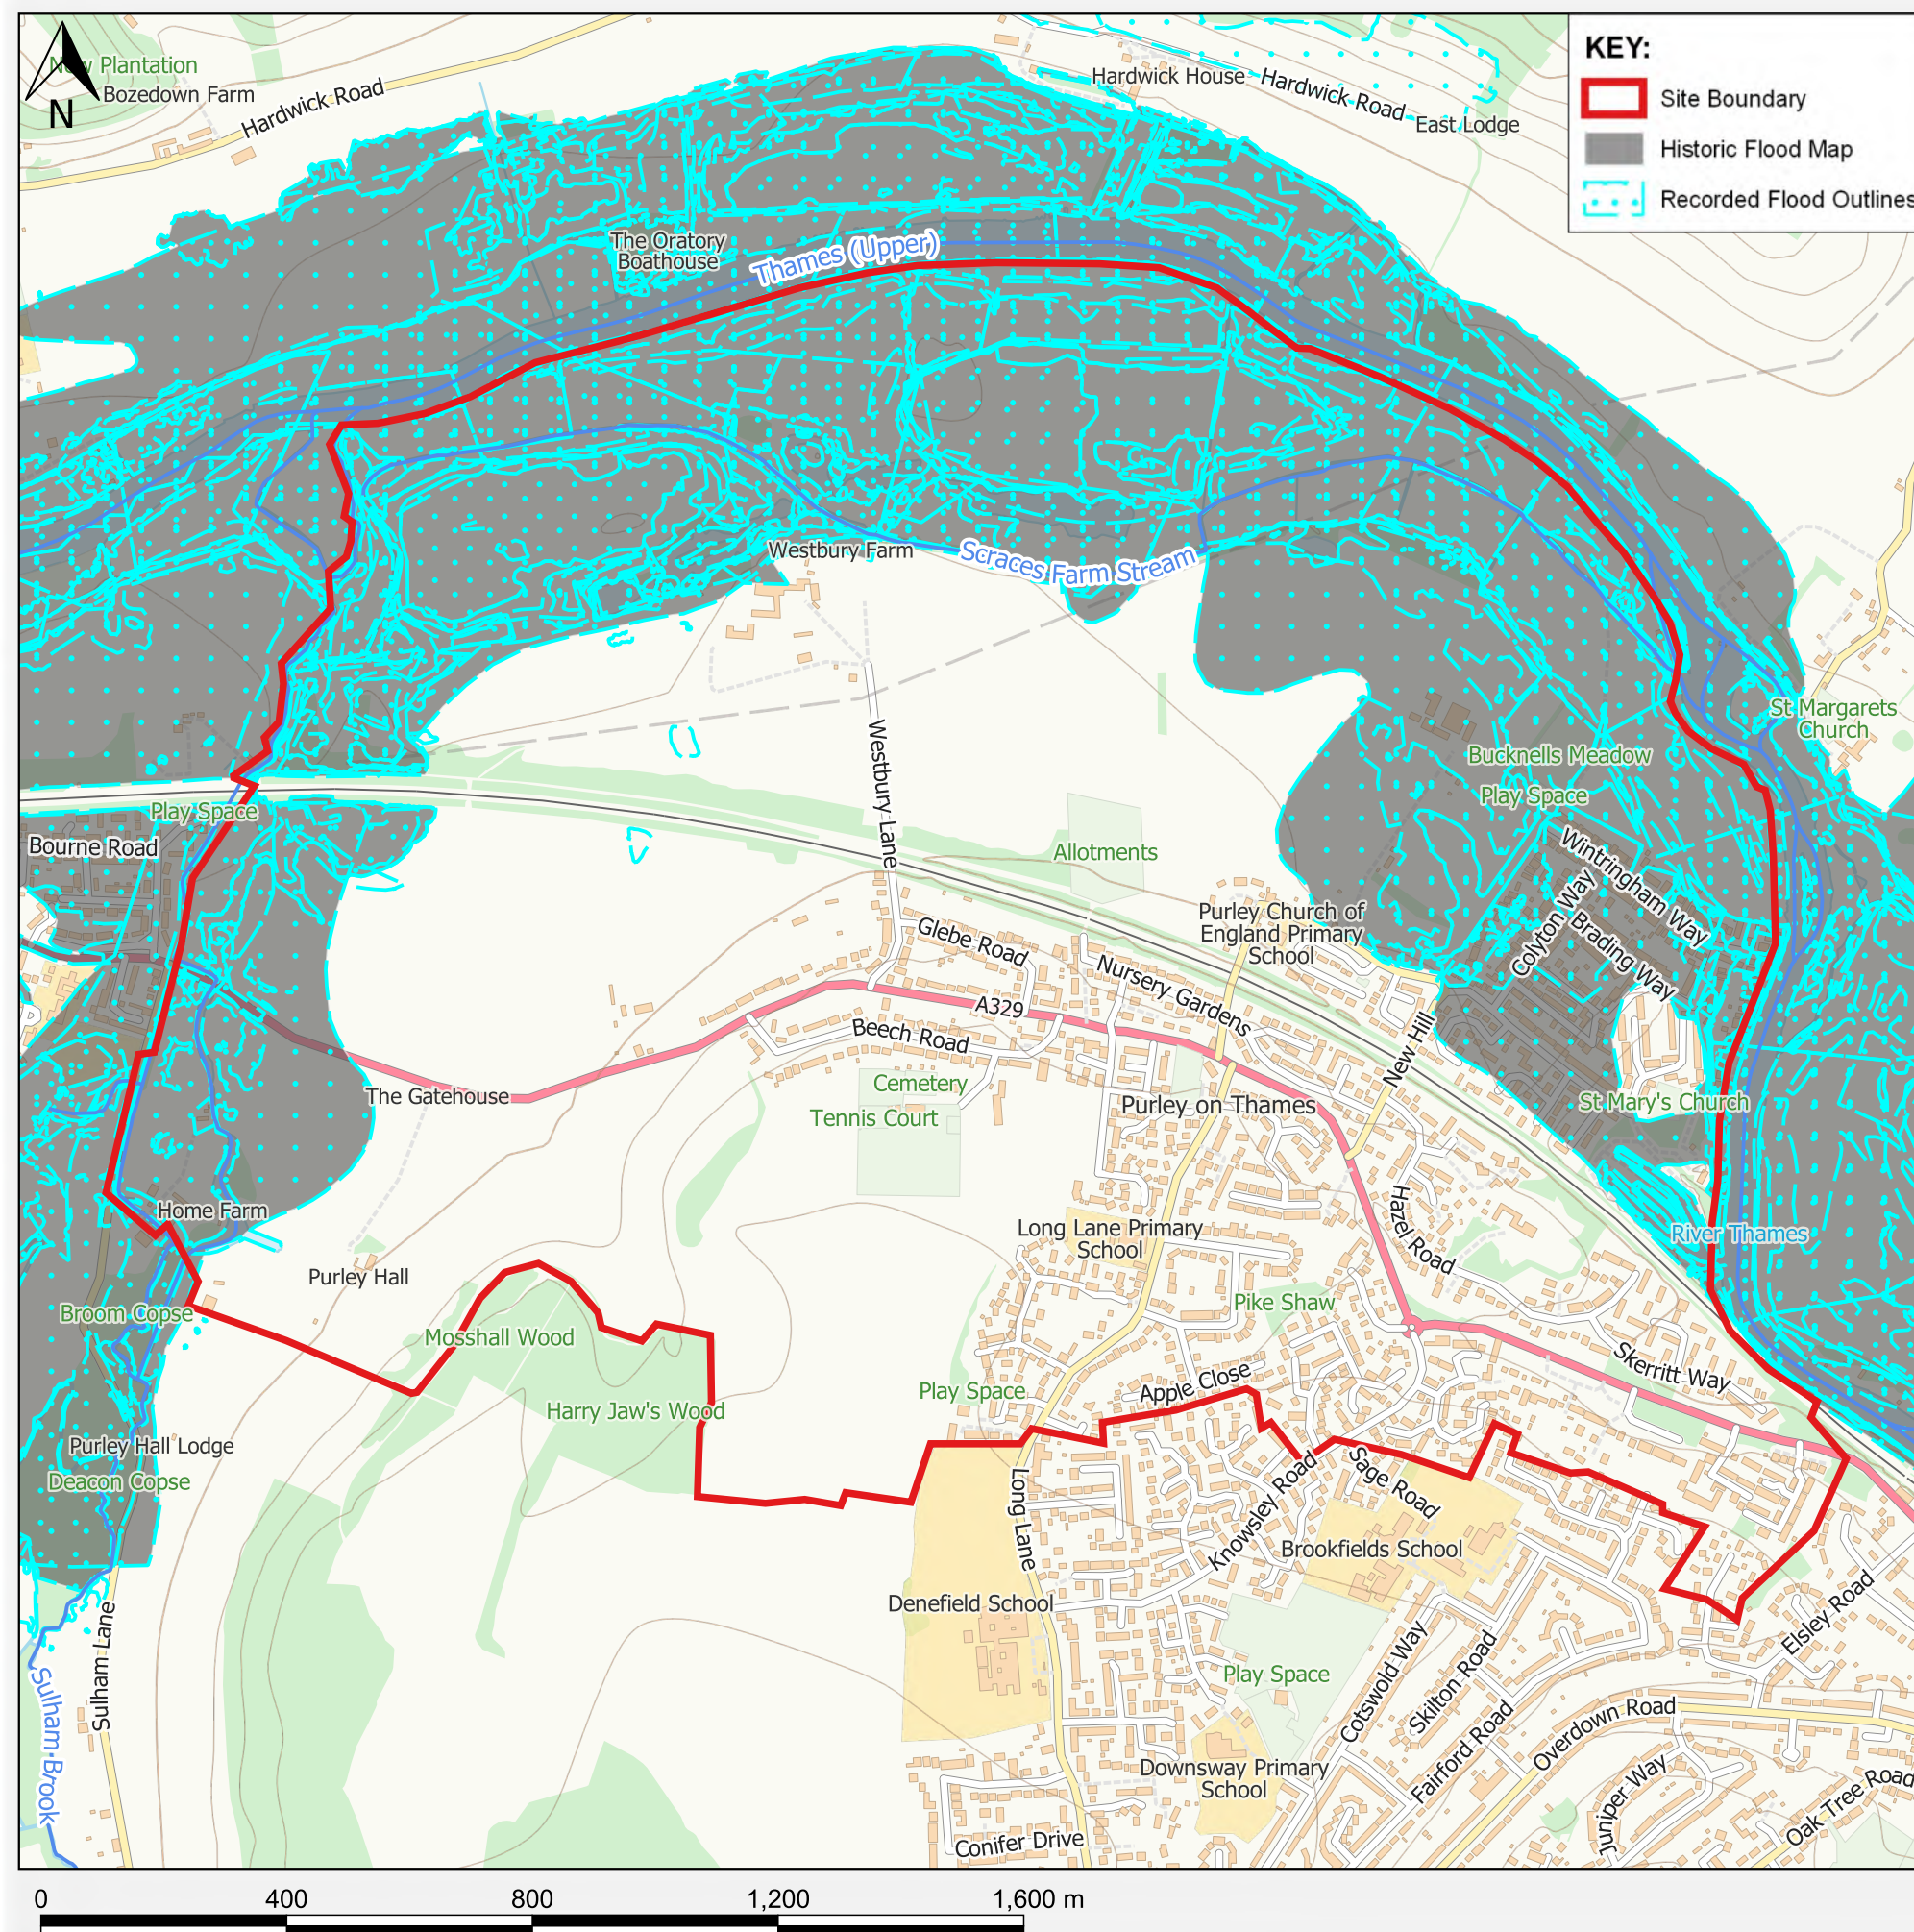 KEY:
Site Boundary
Historic Flood Map
Recorded Flood Outlines
New Plantation
Bozedown Farm
N
Hardwick Road
Hardwick House
Hardwick Road
East Lodge
The Oratory
Boathouse
Thames (Upper)
Westbury Farm
Scraces Farm Stream
St Margarets
Church
Bucknells Meadow
Play Space
Westbury Lane
Play Space
Bourne Road
Allotments
Wintringham Way
Colyton Way
Brading Way
Purley Church of
England Primary
School
Glebe Road
Nursery Gardens
A329
Beech Road
New Hill
The Gatehouse
Cemetery
Tennis Court
Purley on Thames
St Mary's Church
Home Farm
Hazel Road
Long Lane Primary
School
River Thames
Purley Hall
Broom Copse
Mosshall Wood
Pike Shaw
Skerritt Way
Play Space
Apple Close
Harry Jaw's Wood
Purley Hall Lodge
Deacon Copse
Long Lane
Knowsley Road
Sage Road
Brookfields School
Denefield School
Sulham Lane
Sulham Brook
Elsley Road
Play Space
Cotswold Way
Skilton Road
Fairford Road
Overdown Road
Downsway Primary
School
Juniper Way
Oak Tree Road
Conifer Drive
0 400 800 1,200 1,600 m